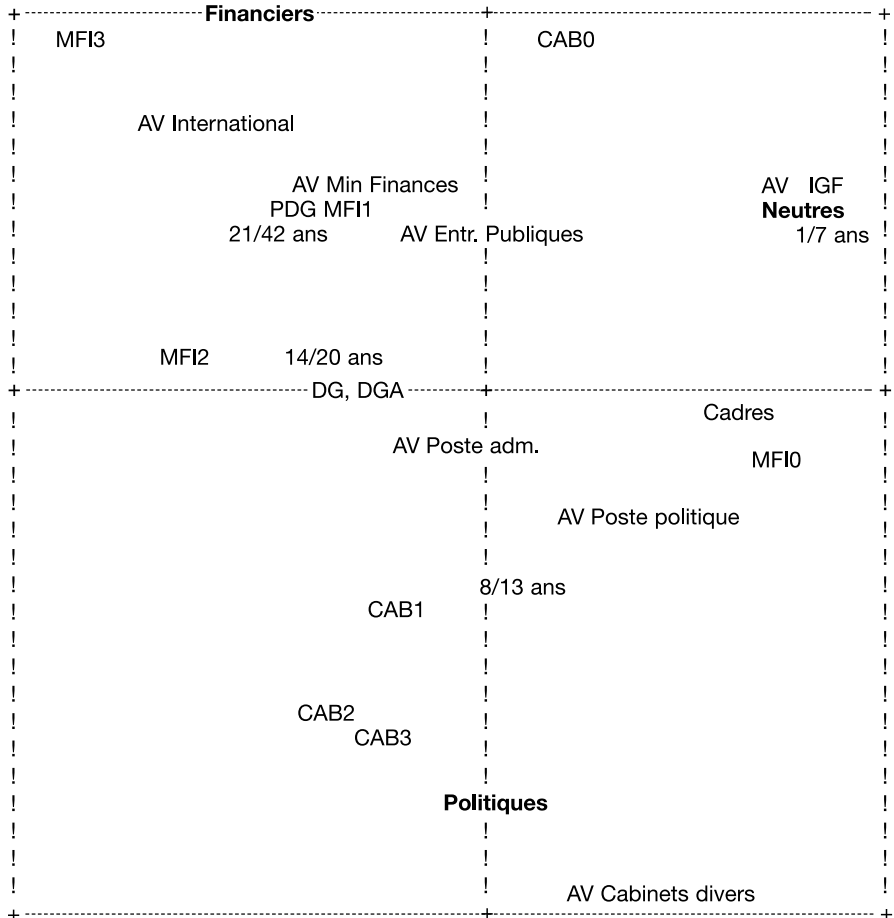 Financiers
MFI3 CAB0
AV International
AV Min Finances AV IGF
PDG MFI1 Neutres
21/42 ans AV Entr. Publiques 1/7 ans
MFI2 14/20 ans
DG, DGA
Cadres
AV Poste adm.
MFI0
AV Poste politique
8/13 ans
CAB1
CAB2
CAB3
Politiques
AV Cabinets divers